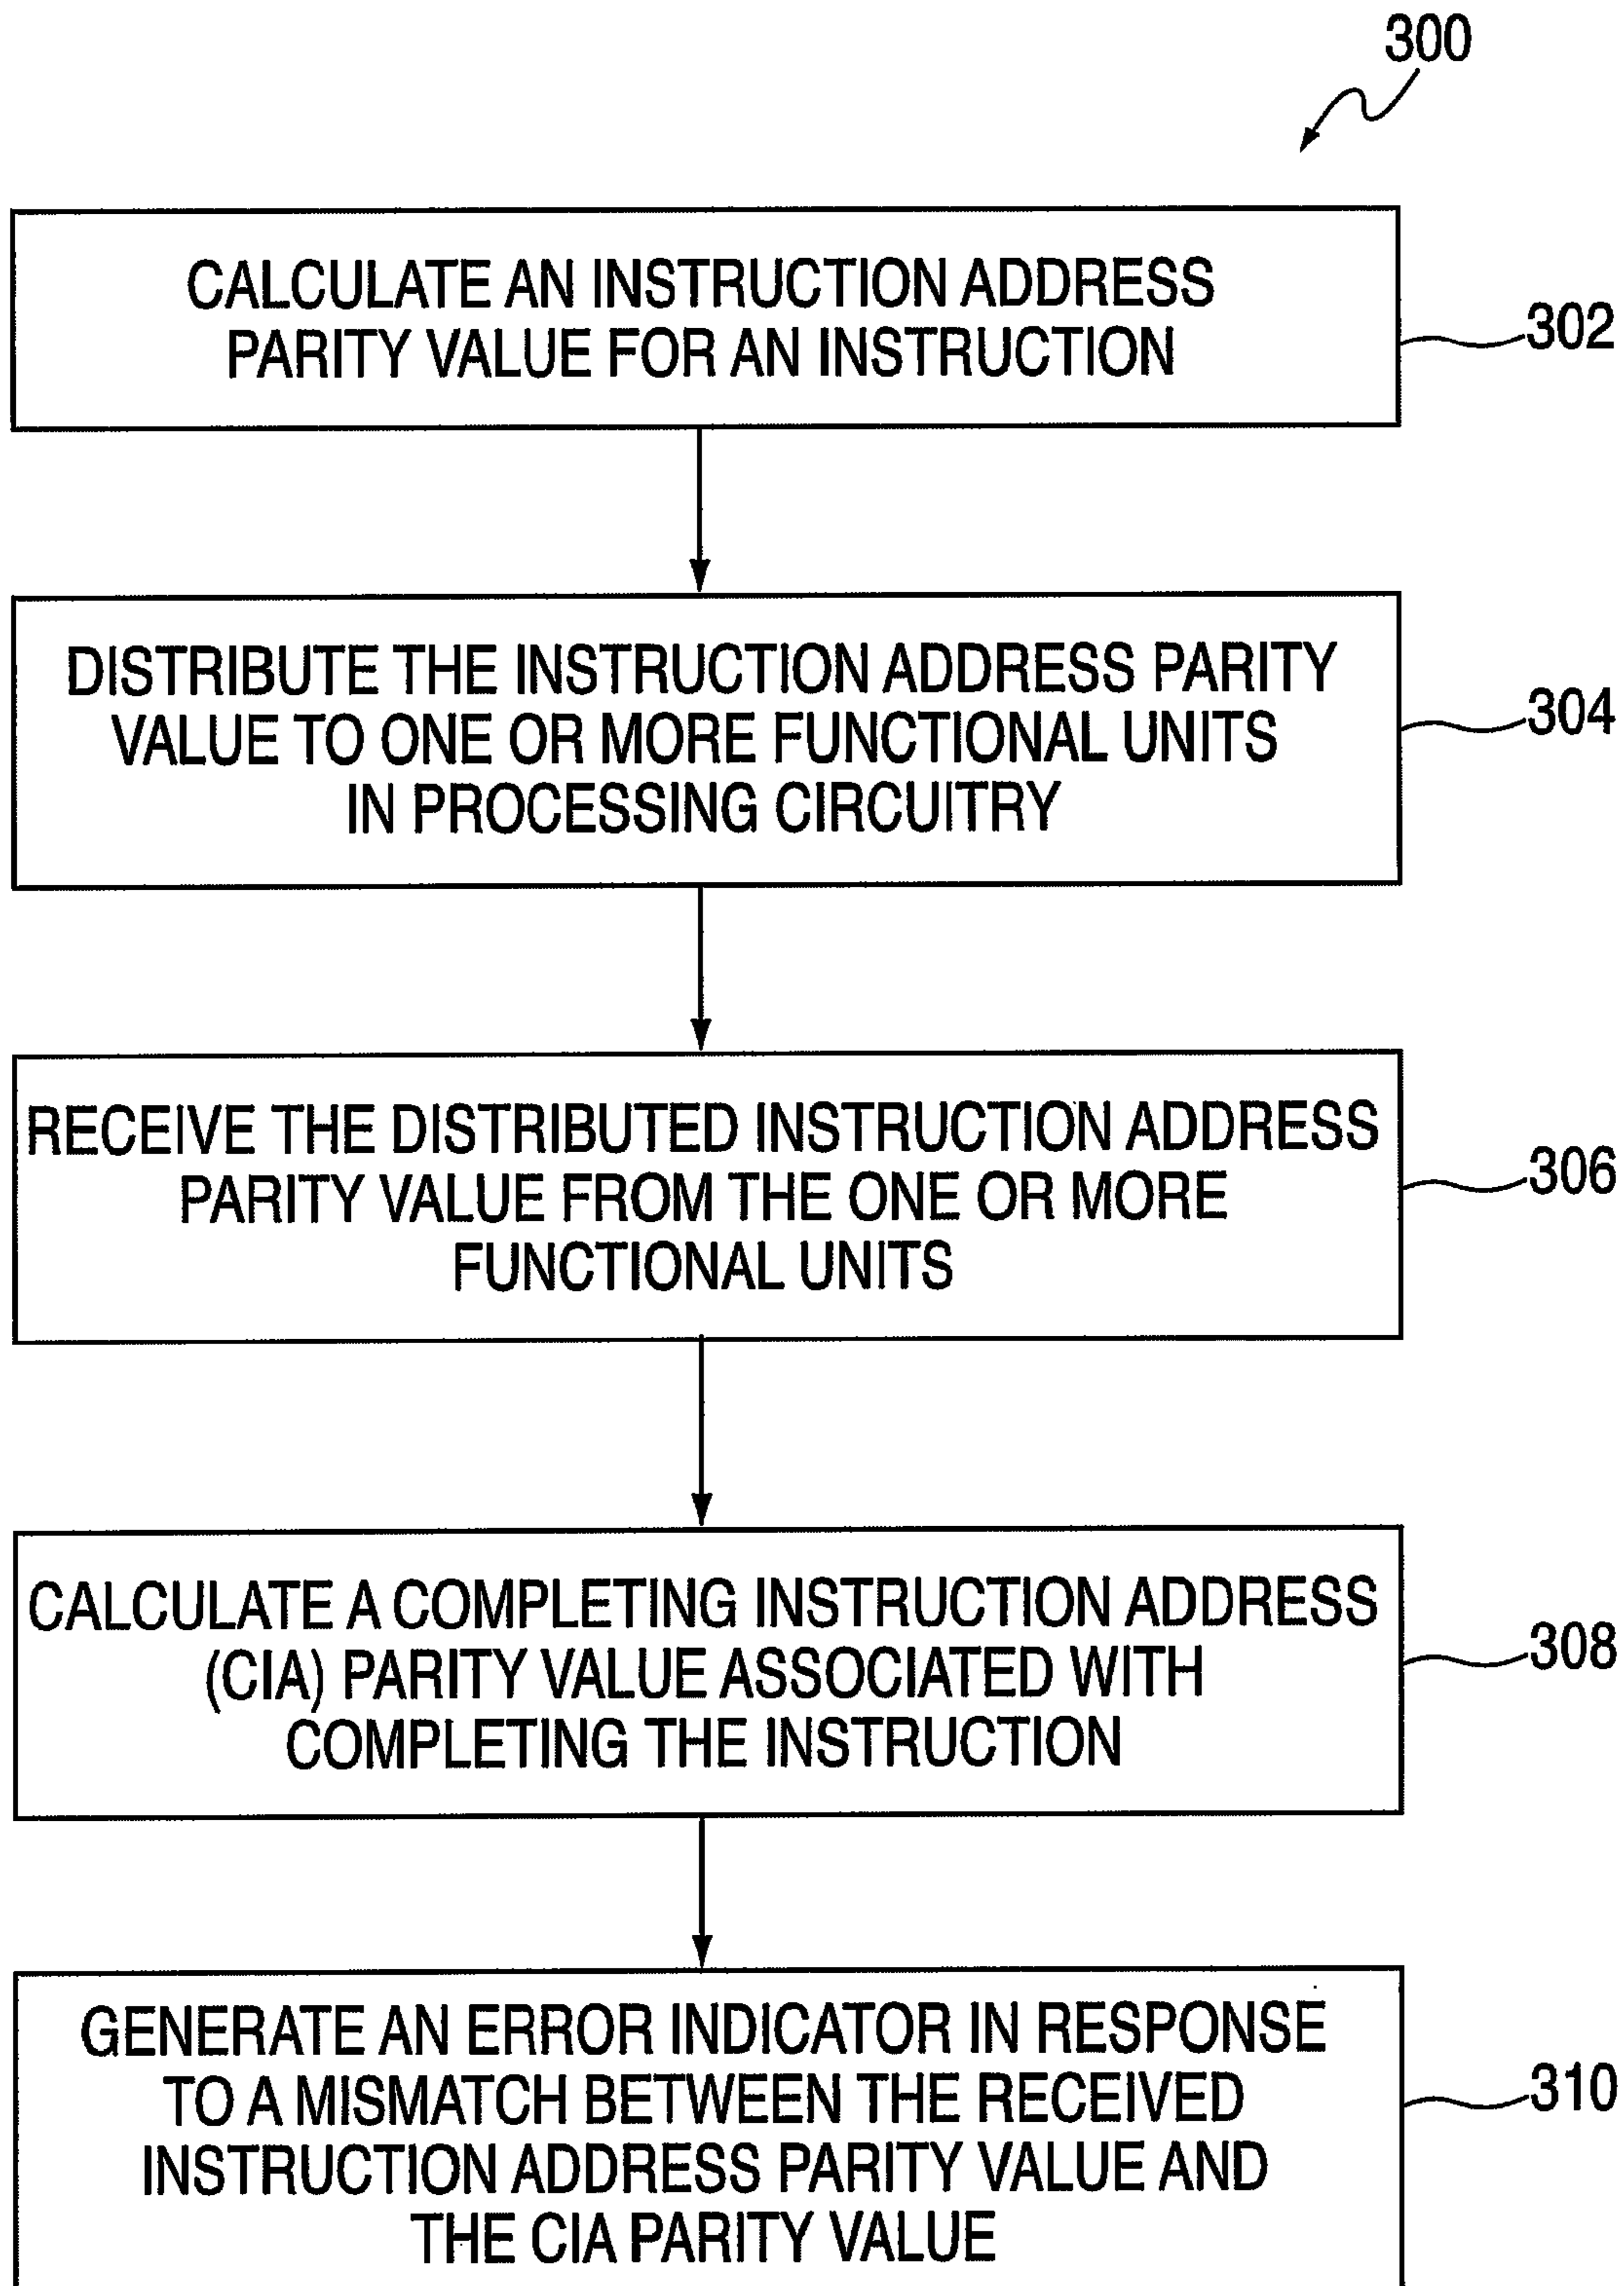 300
CALCULATE AN INSTRUCTION ADDRESS
PARITY VALUE FOR AN INSTRUCTION
302
DISTRIBUTE THE INSTRUCTION ADDRESS PARITY
VALUE TO ONE OR MORE FUNCTIONAL UNITS
IN PROCESSING CIRCUITRY
304
RECEIVE THE DISTRIBUTED INSTRUCTION ADDRESS
PARITY VALUE FROM THE ONE OR MORE
FUNCTIONAL UNITS
306
CALCULATE A COMPLETING INSTRUCTION ADDRESS
(CIA) PARITY VALUE ASSOCIATED WITH
COMPLETING THE INSTRUCTION
308
GENERATE AN ERROR INDICATOR IN RESPONSE
TO A MISMATCH BETWEEN THE RECEIVED
INSTRUCTION ADDRESS PARITY VALUE AND
THE CIA PARITY VALUE
310